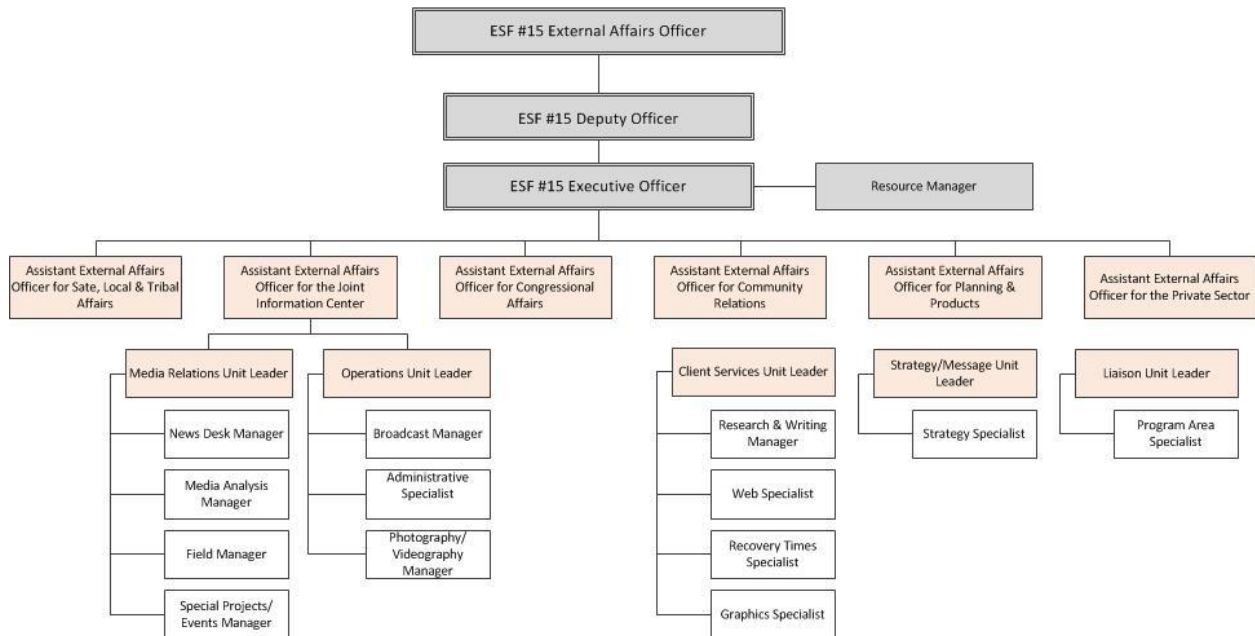 ESF #15 External Affairs Officer
ESF #15 Deputy Officer
ESF #15 Executive Officer
Resource Manager
Assistant External Affairs
Officer for Sate, Local & Tribal
Affairs
Assistant External Affairs
Officer for the Joint
Information Center
Assistant External Affairs
Officer for Congressional
Affairs
Assistant External Affairs
Officer for Community
Relations
Assistant External Affairs
Officer for Planning &
Products
Assistant External Affairs
Officer for the Private Sector
Media Relations Unit Leader
News Desk Manager
Media Analysis
Manager
Field Manager
Special Projects/
Events Manager
Operations Unit Leader
Broadcast Manager
Administrative
Specialist
Photography/
Videography
Manager
Client Services Unit Leader
Research & Writing
Manager
Web Specialist
Recovery Times
Specialist
Graphics Specialist
Strategy/Message Unit
Leader
Strategy Specialist
Liaison Unit Leader
Program Area
Specialist